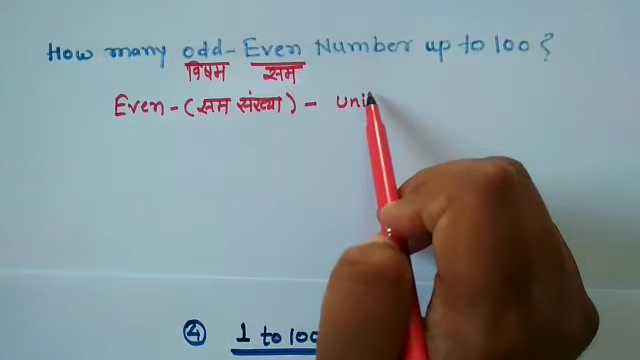 How many odd-Even Number up to 100?
विषम सम
Even - (सम संख्या) - Uni
④ 1 to 100